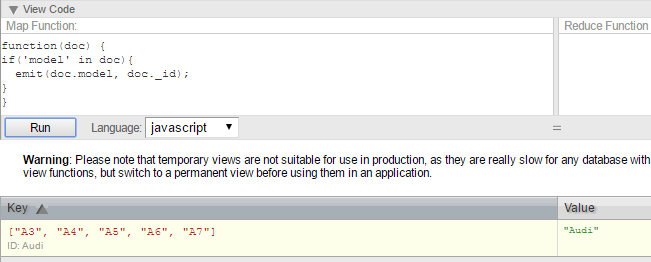 ▼ View Code
Map Function:
Reduce Function
function(doc) {
if('model' in doc){
  emit(doc.model, doc._id);
}
}
Run Language: javascript ▼
Warning: Please note that temporary views are not suitable for use in production, as they are really slow for any database with
view functions, but switch to a permanent view before using them in an application.
Key ▲ Value
["A3", "A4", "A5", "A6", "A7"] "Audi"
ID: Audi